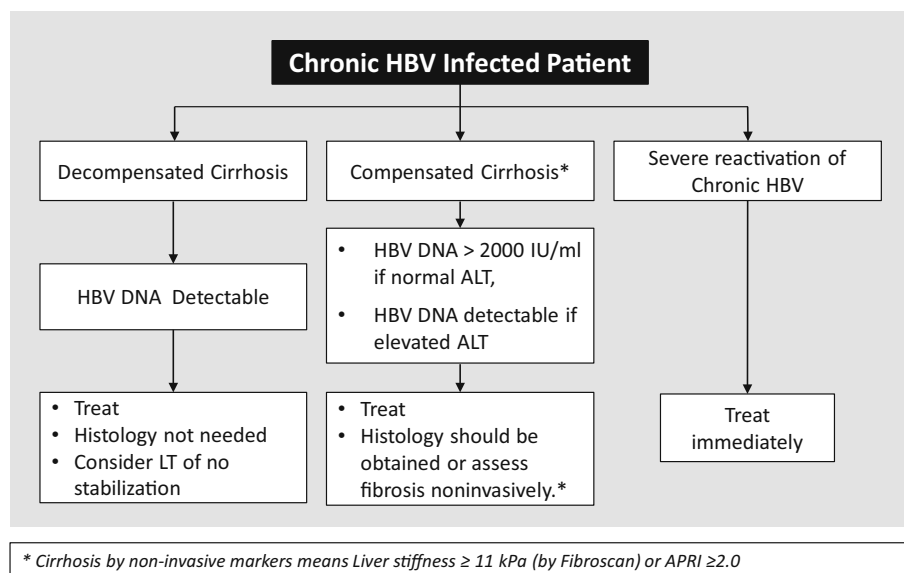 Chronic HBV Infected Patient
Decompensated Cirrhosis
Compensated Cirrhosis*
Severe reactivation of
Chronic HBV
HBV DNA Detectable
• HBV DNA > 2000 IU/ml
if normal ALT,
• HBV DNA detectable if
elevated ALT
• Treat
• Histology not needed
• Consider LT of no
stabilization
• Treat
• Histology should be
obtained or assess
fibrosis noninvasively.*
Treat
immediately
* Cirrhosis by non-invasive markers means Liver stiffness ≥ 11 kPa (by Fibroscan) or APRI ≥2.0